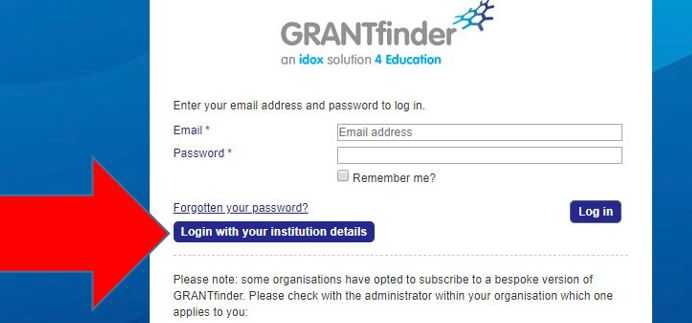 GRANTfinder
an idox solution 4 Education
Enter your email address and password to log in.
Email *
Email address
Password *
Remember me?
Forgotten your password?
Log in
Login with your institution details
Please note: some organisations have opted to subscribe to a bespoke version of
GRANTfinder. Please check with the administrator within your organisation which one
applies to you: